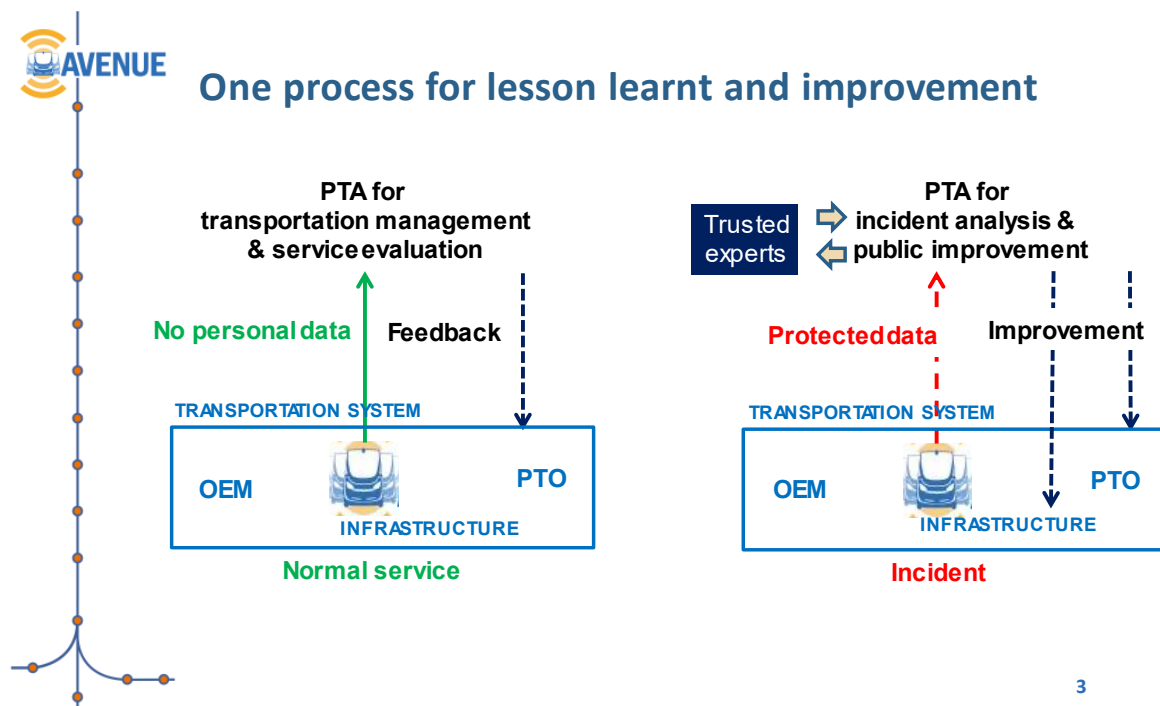 AVENUE
One process for lesson learnt and improvement
PTA for
transportation management
& service evaluation
No personal data
Feedback
TRANSPORTATION SYSTEM
OEM
PTO
INFRASTRUCTURE
Normal service
Trusted
experts
PTA for
incident analysis &
public improvement
Protected data
Improvement
TRANSPORTATION SYSTEM
OEM
PTO
INFRASTRUCTURE
Incident
3